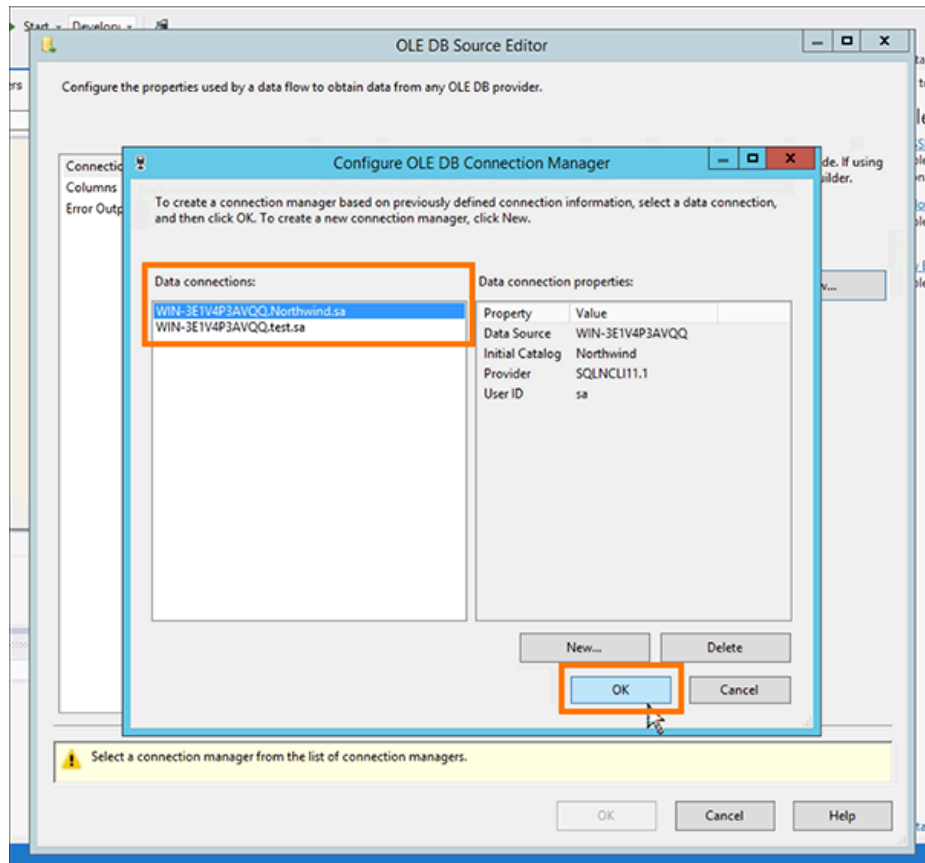 Start Develop
OLE DB Source Editor
Configure the properties used by a data flow to obtain data from any OLE DB provider.
Connectio
Columns
Error Outp
de. If using
uilder.
Configure OLE DB Connection Manager
To create a connection manager based on previously defined connection information, select a data connection,
and then click OK. To create a new connection manager, click New.
Data connections:
WIN-3E1V4P3AVQQ.Northwind.sa
WIN-3E1V4P3AVQQ.test.sa
Data connection properties:
Property Value
Data Source WIN-3E1V4P3AVQQ
Initial Catalog Northwind
Provider SQLNCLI11.1
User ID sa
New... Delete
OK Cancel
Select a connection manager from the list of connection managers.
OK Cancel Help